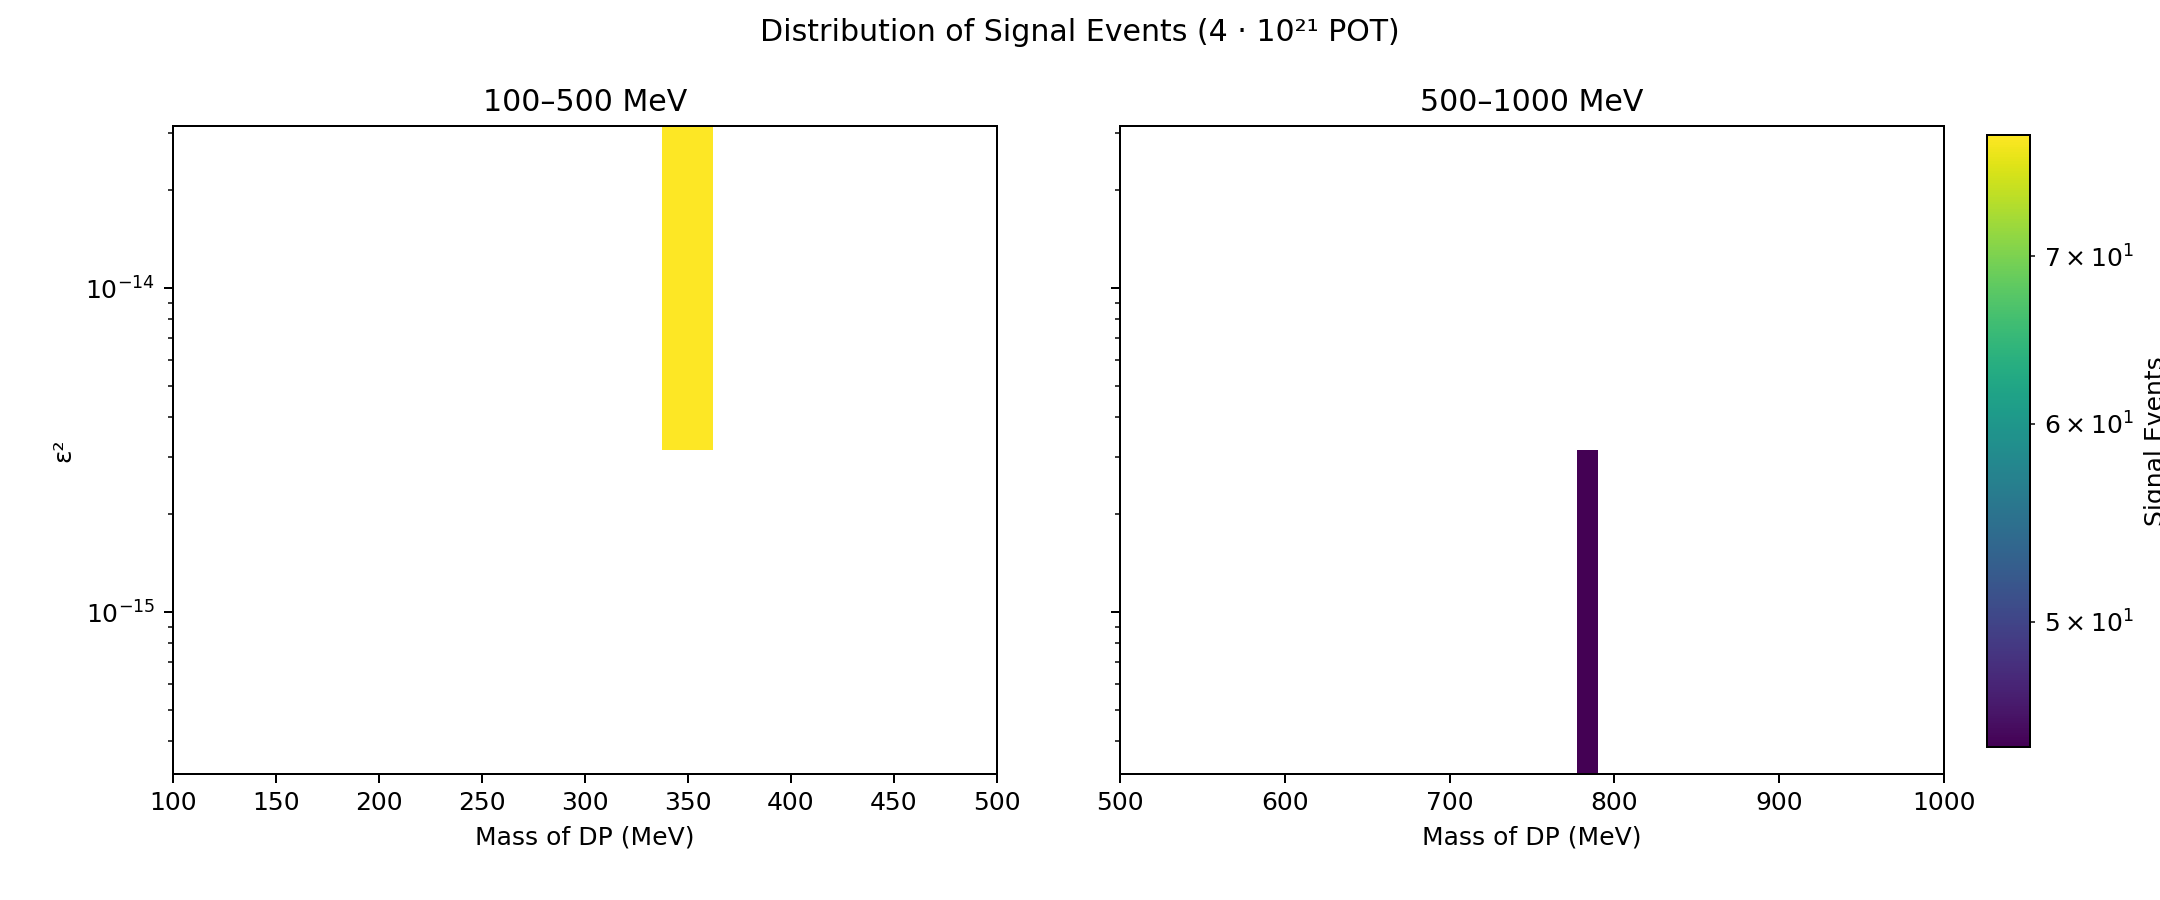 Distribution of Signal Events (4 · 10²¹ POT)
100–500 MeV
500–1000 MeV
ε²
10⁻¹⁴
10⁻¹⁵
100 150 200 250 300 350 400 450 500
Mass of DP (MeV)
500 600 700 800 900 1000
Mass of DP (MeV)
7 × 10¹
6 × 10¹
5 × 10¹
Signal Events